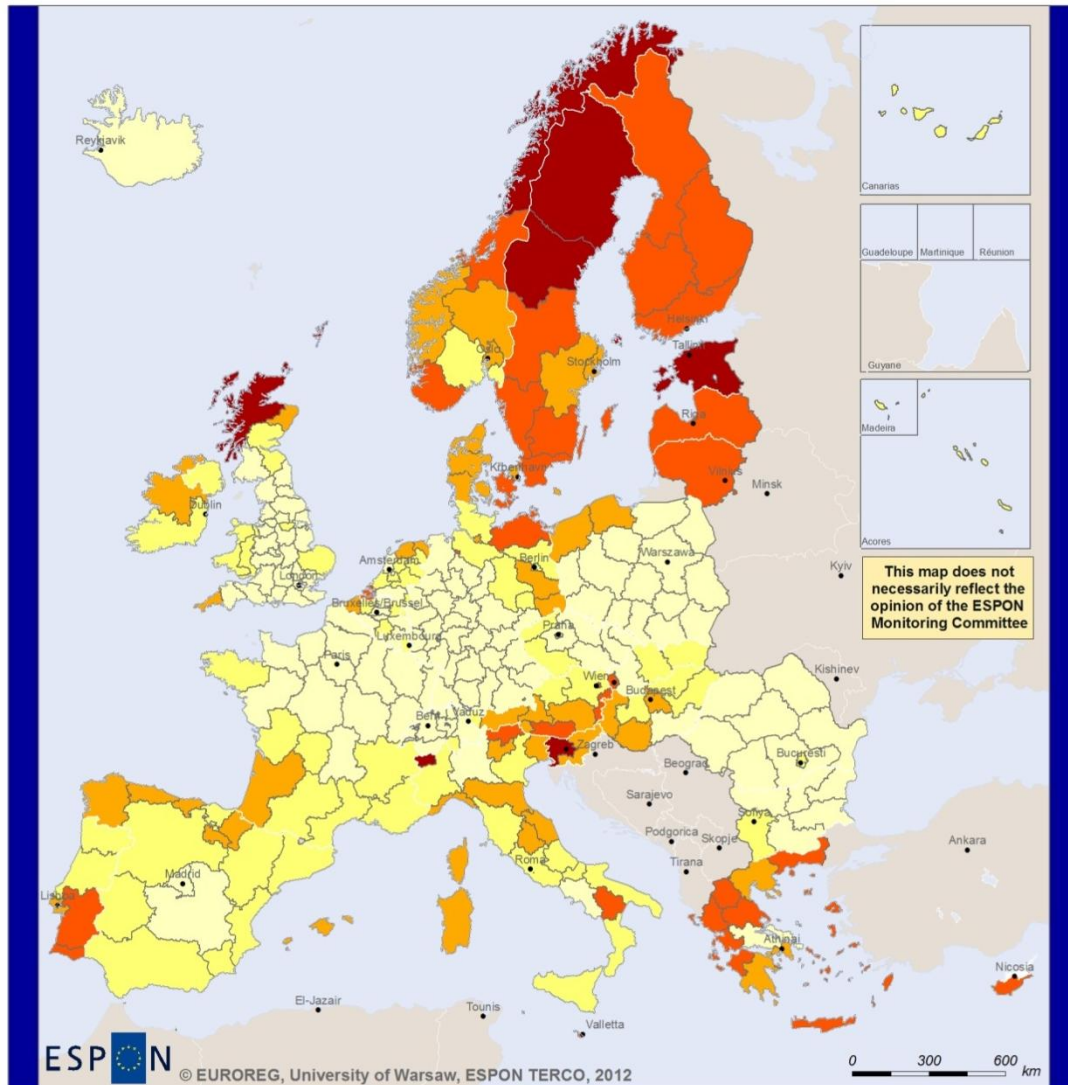 Reykjavik
Canarias
Guadeloupe
Martinique
Réunion
Guyane
Madeira
Acores
This map does not
necessarily reflect the
opinion of the ESPON
Monitoring Committee
Oslo
Stockholm
Helsinki
Tallinn
Riga
Vilnius
Minsk
København
Dublin
London
Amsterdam
Bruxelles/Brussel
Luxembourg
Paris
Berlin
Warszawa
Kyiv
Praha
Wien
Budapest
Kishinev
Bern
Vaduz
Zagreb
Beograd
Bucuresti
Sarajevo
Podgorica
Skopje
Sofiya
Tirana
Ankara
Roma
Madrid
Lisboa
Athinai
Nicosia
El-Jazair
Tounis
Valletta
ESPON
© EUROREG, University of Warsaw, ESPON TERCO, 2012
0 300 600
km